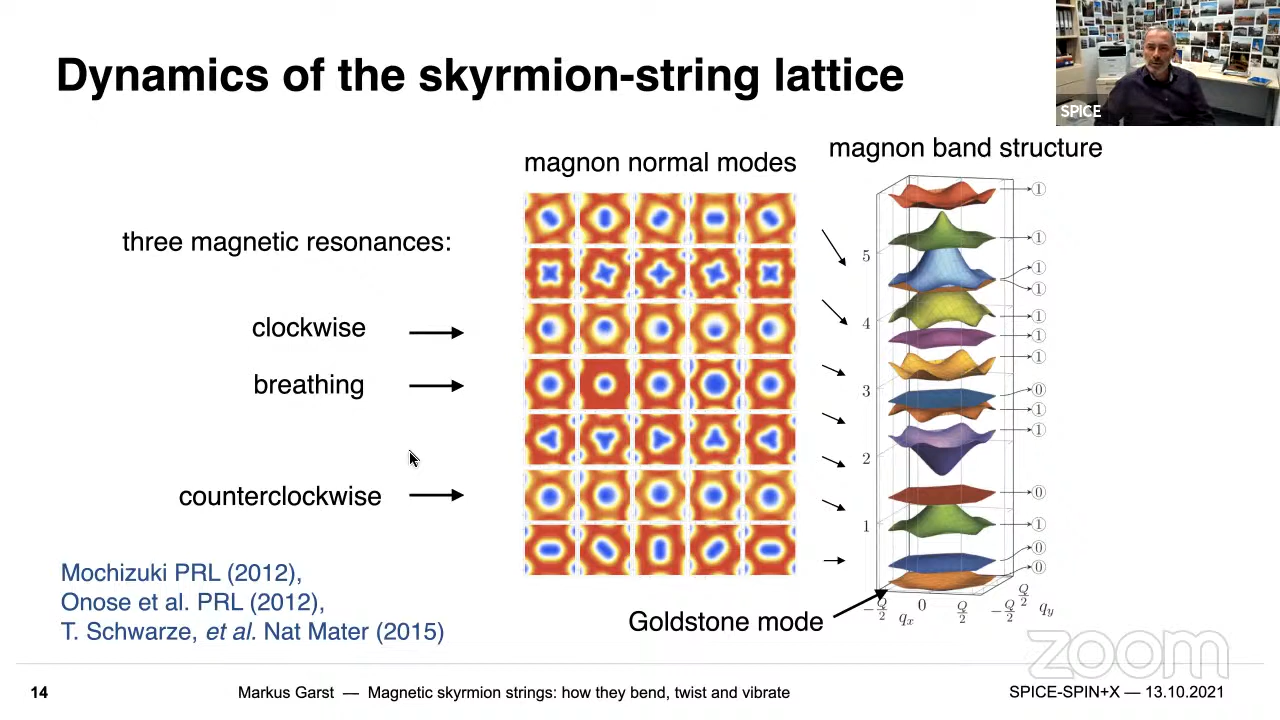 Dynamics of the skyrmion-string lattice
SPICE
magnon normal modes
magnon band structure
three magnetic resonances:
clockwise
breathing
counterclockwise
①
①
①
①
①
①
①
⓪
①
①
⓪
①
⓪
⓪
5
4
3
2
1
−Q/2
0
Q/2
qx
−Q/2
Q/2
qy
Goldstone mode
Mochizuki PRL (2012),
Onose et al. PRL (2012),
T. Schwarze, et al. Nat Mater (2015)
zoom
14
Markus Garst — Magnetic skyrmion strings: how they bend, twist and vibrate
SPICE-SPIN+X — 13.10.2021